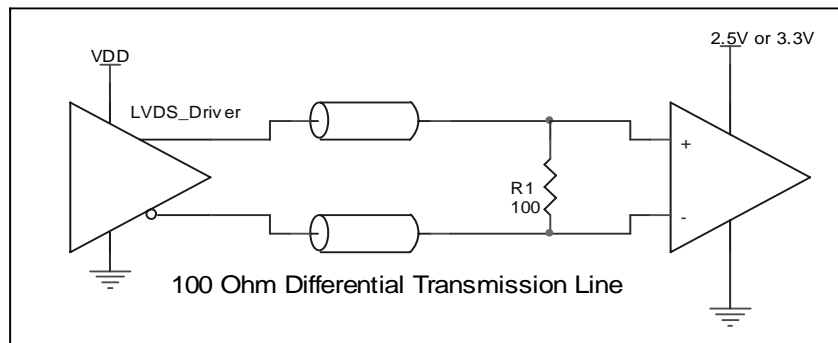 VDD
2.5V or 3.3V
LVDS_Driver
+
R1
100
-
100 Ohm Differential Transmission Line